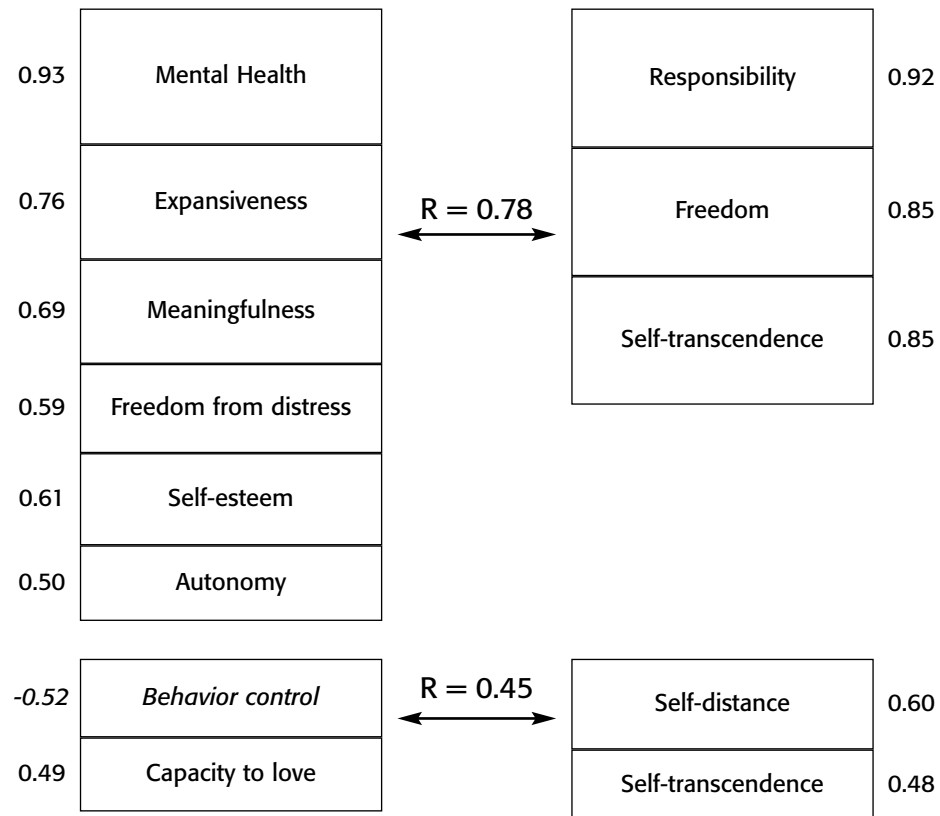 0.93 Mental Health
Responsibility 0.92
0.76 Expansiveness
R = 0.78
Freedom 0.85
0.69 Meaningfulness
Self-transcendence 0.85
0.59 Freedom from distress
0.61 Self-esteem
0.50 Autonomy
-0.52 Behavior control
R = 0.45
Self-distance 0.60
0.49 Capacity to love
Self-transcendence 0.48